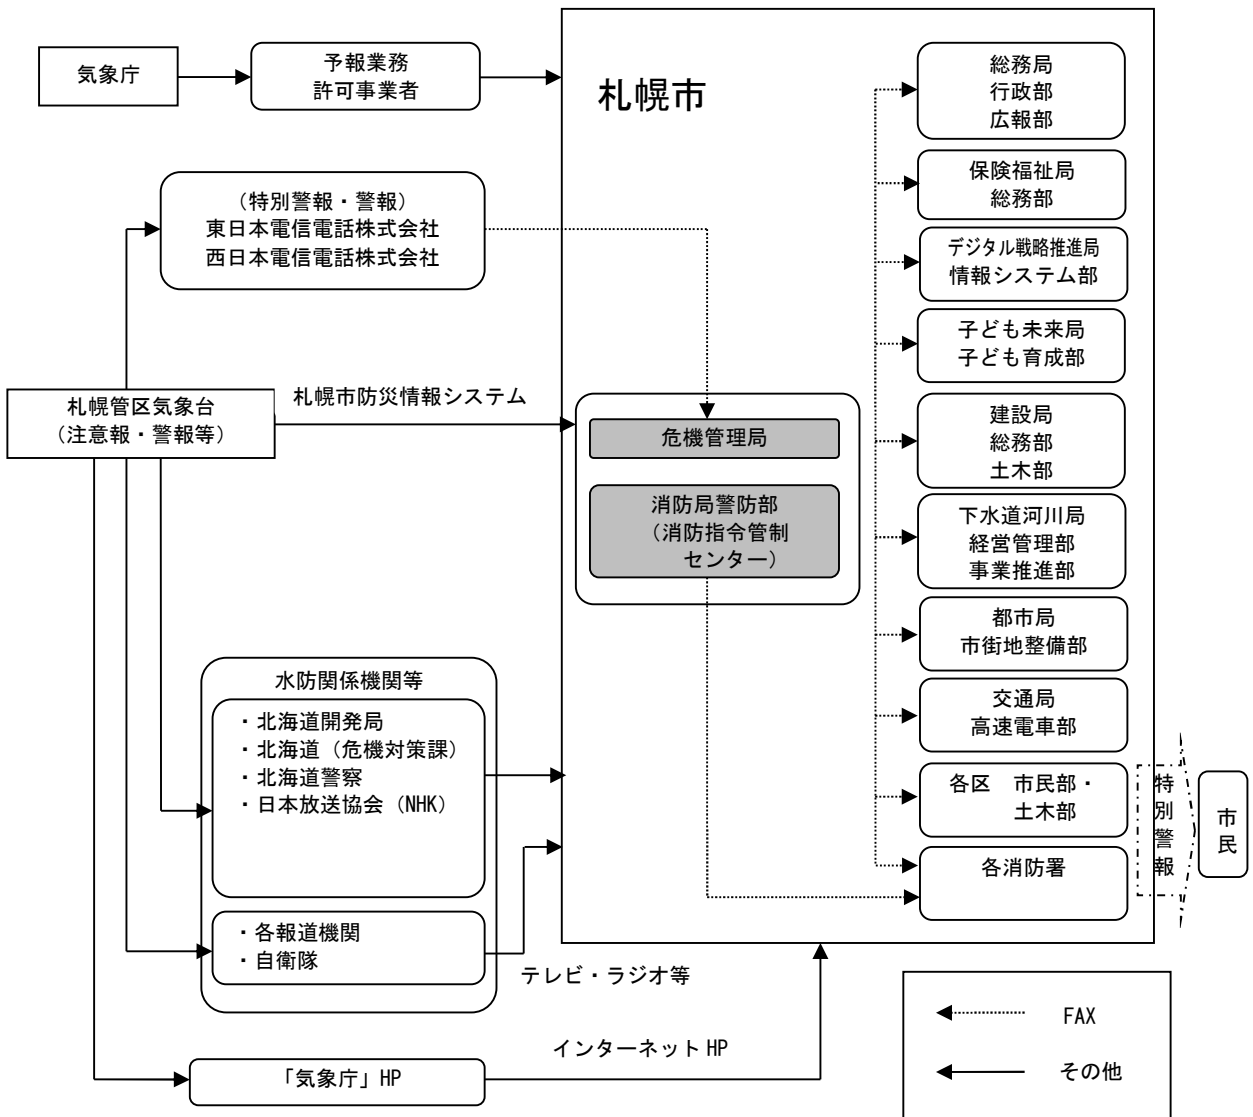 気象庁
予報業務
許可事業者
札幌市
(特別警報・警報)
東日本電信電話株式会社
西日本電信電話株式会社
札幌管区気象台
(注意報・警報等)
札幌市防災情報システム
危機管理局
消防局警防部
(消防指令管制
センター)
水防関係機関等
・北海道開発局
・北海道(危機対策課)
・北海道警察
・日本放送協会(NHK)
・各報道機関
・自衛隊
テレビ・ラジオ等
インターネット HP
「気象庁」HP
総務局
行政部
広報部
保険福祉局
総務部
デジタル戦略推進局
情報システム部
子ども未来局
子ども育成部
建設局
総務部
土木部
下水道河川局
経営管理部
事業推進部
都市局
市街地整備部
交通局
高速電車部
各区 市民部・
土木部
各消防署
特別警報
市民
FAX
その他